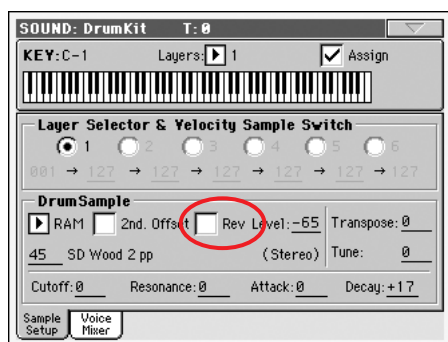 SOUND: DrumKit T:0
KEY:C-1 Layers: 1 Assign
Layer Selector & Velocity Sample Switch
1 2 3 4 5 6
001 → 127 → 127 → 127 → 127 → 127 → 127
DrumSample
RAM 2nd. Offset Rev Level:-65 Transpose:0
45 SD Wood 2 pp (Stereo) Tune: 0
Cutoff:0 Resonance:0 Attack:0 Decay:+17
Sample Setup Voice Mixer